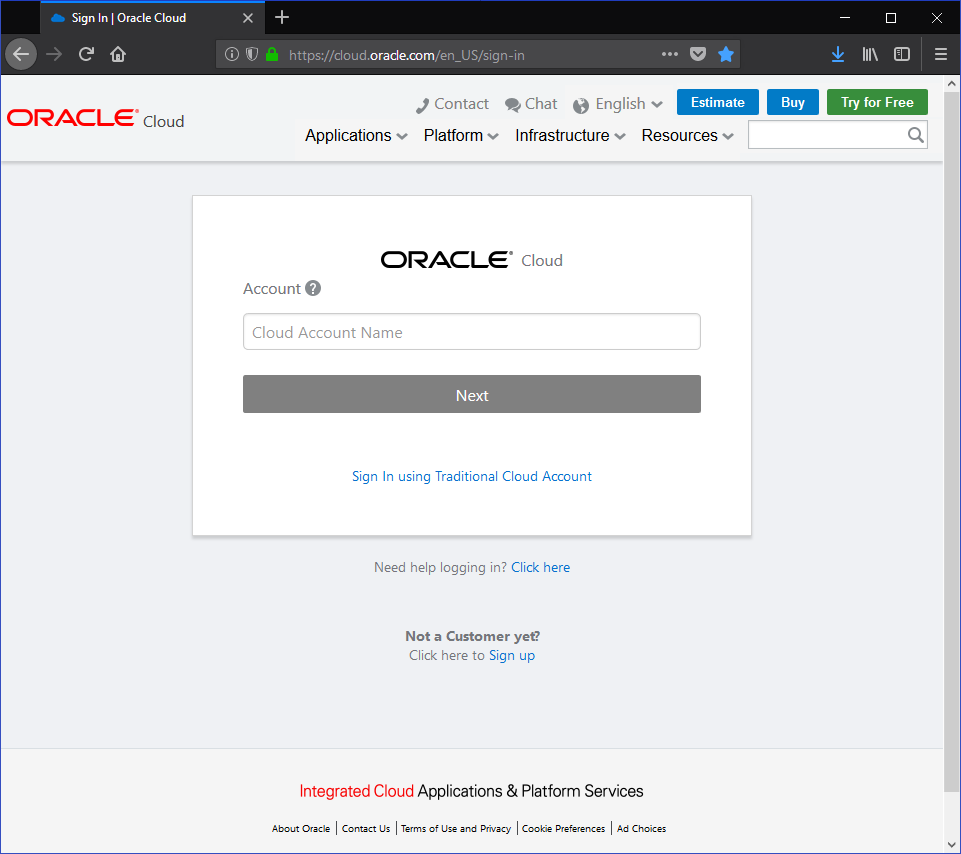 Sign In | Oracle Cloud
https://cloud.oracle.com/en_US/sign-in
Contact Chat English Estimate Buy Try for Free
ORACLE Cloud
Applications Platform Infrastructure Resources
ORACLE Cloud
Account ?
Cloud Account Name
Next
Sign In using Traditional Cloud Account
Need help logging in? Click here
Not a Customer yet?
Click here to Sign up
Integrated Cloud Applications & Platform Services
About Oracle | Contact Us | Terms of Use and Privacy | Cookie Preferences | Ad Choices